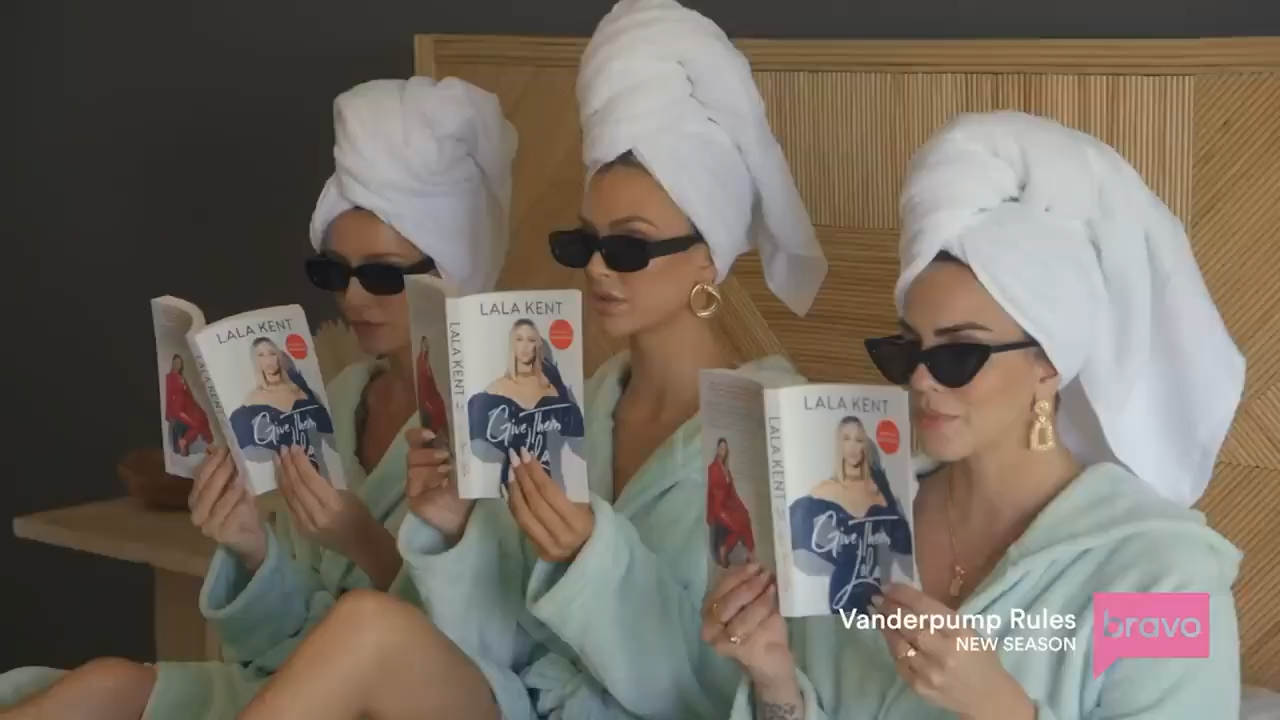 LALA KENT
LALA KENT
Give Them
LALA KENT
LALA KENT
Give Them
Lala
LALA KENT
LALA KENT
Give Them
Lala
Vanderpump Rules
NEW SEASON
bravo